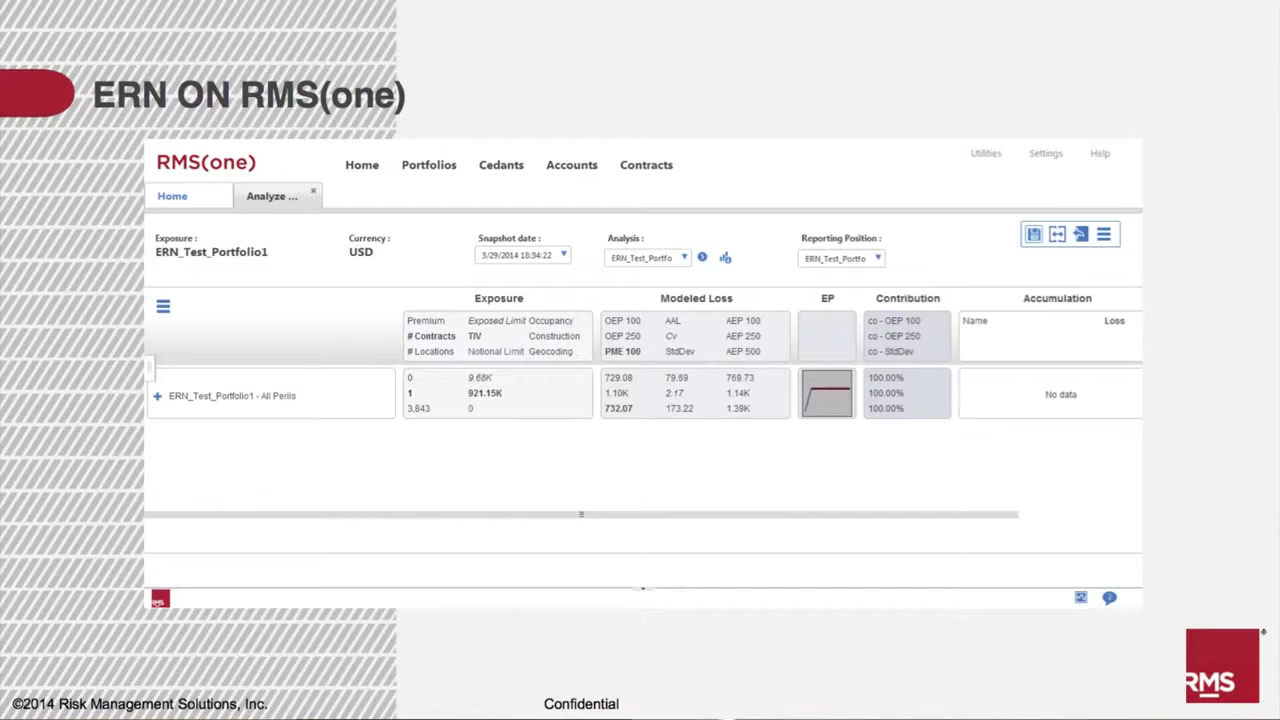 ERN ON RMS(one)
RMS(one)
Home Portfolios Cedants Accounts Contracts
Utilities Settings Help
Home Analyze ...
Exposure : Currency : Snapshot date : Analysis : Reporting Position :
ERN_Test_Portfolio1 USD 3/29/2014 18:34:22 ERN_Test_Portfo ERN_Test_Portfo
Exposure Modeled Loss EP Contribution Accumulation
Premium Exposed Limit Occupancy OEP 100 AAL AEP 100 co - OEP 100 Name Loss
# Contracts TIV Construction OEP 250 Cv AEP 250 co - OEP 250
# Locations Notional Limit Geocoding PME 100 StdDev AEP 500 co - StdDev
0 9.68K 729.08 79.69 769.73 100.00%
ERN_Test_Portfolio1 - All Perils 1 921.15K 1.10K 2.17 1.14K 100.00% No data
3,843 0 732.07 173.22 1.39K 100.00%
RMS
RMS
©2014 Risk Management Solutions, Inc. Confidential